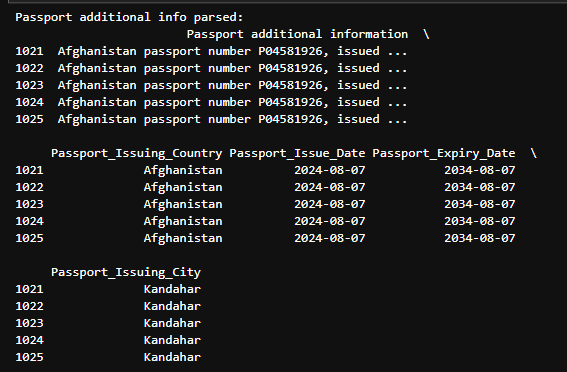 Passport additional info parsed:
Passport additional information \
1021 Afghanistan passport number P04581926, issued ...
1022 Afghanistan passport number P04581926, issued ...
1023 Afghanistan passport number P04581926, issued ...
1024 Afghanistan passport number P04581926, issued ...
1025 Afghanistan passport number P04581926, issued ...
Passport_Issuing_Country Passport_Issue_Date Passport_Expiry_Date \
1021 Afghanistan 2024-08-07 2034-08-07
1022 Afghanistan 2024-08-07 2034-08-07
1023 Afghanistan 2024-08-07 2034-08-07
1024 Afghanistan 2024-08-07 2034-08-07
1025 Afghanistan 2024-08-07 2034-08-07
Passport_Issuing_City
1021 Kandahar
1022 Kandahar
1023 Kandahar
1024 Kandahar
1025 Kandahar